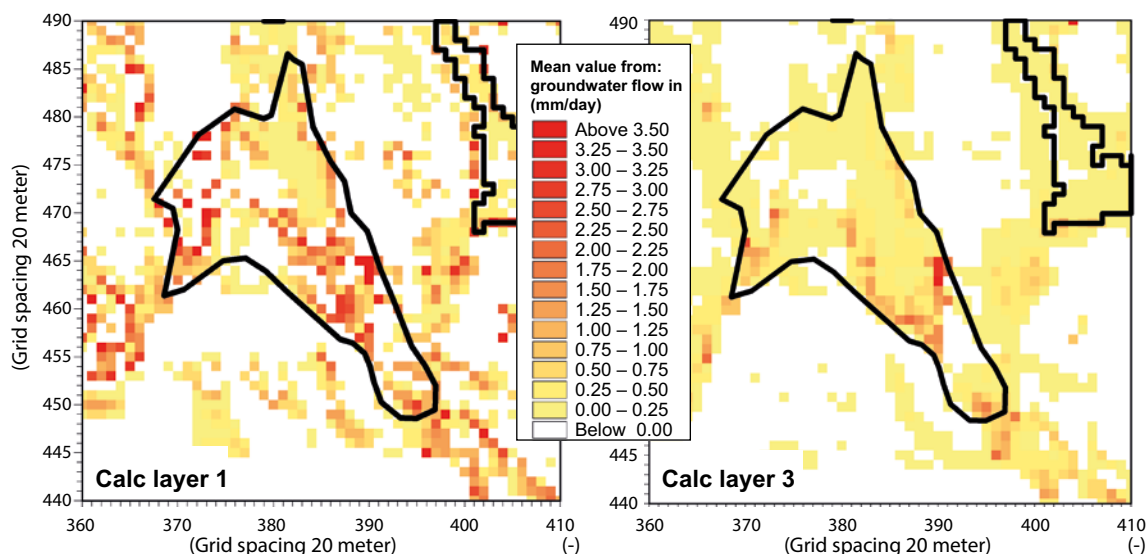 490
485
480
475
470
465
460
455
450
445
440
(Grid spacing 20 meter)
Calc layer 1
360
370
380
390
400
410
(Grid spacing 20 meter)
(-)
Mean value from:
groundwater flow in
(mm/day)
Above 3.50
3.25 – 3.50
3.00 – 3.25
2.75 – 3.00
2.50 – 2.75
2.25 – 2.50
2.00 – 2.25
1.75 – 2.00
1.50 – 1.75
1.25 – 1.50
1.00 – 1.25
0.75 – 1.00
0.50 – 0.75
0.25 – 0.50
0.00 – 0.25
Below 0.00
490
485
480
475
470
465
460
455
450
445
440
(Grid spacing 20 meter)
Calc layer 3
360
370
380
390
400
410
(Grid spacing 20 meter)
(-)